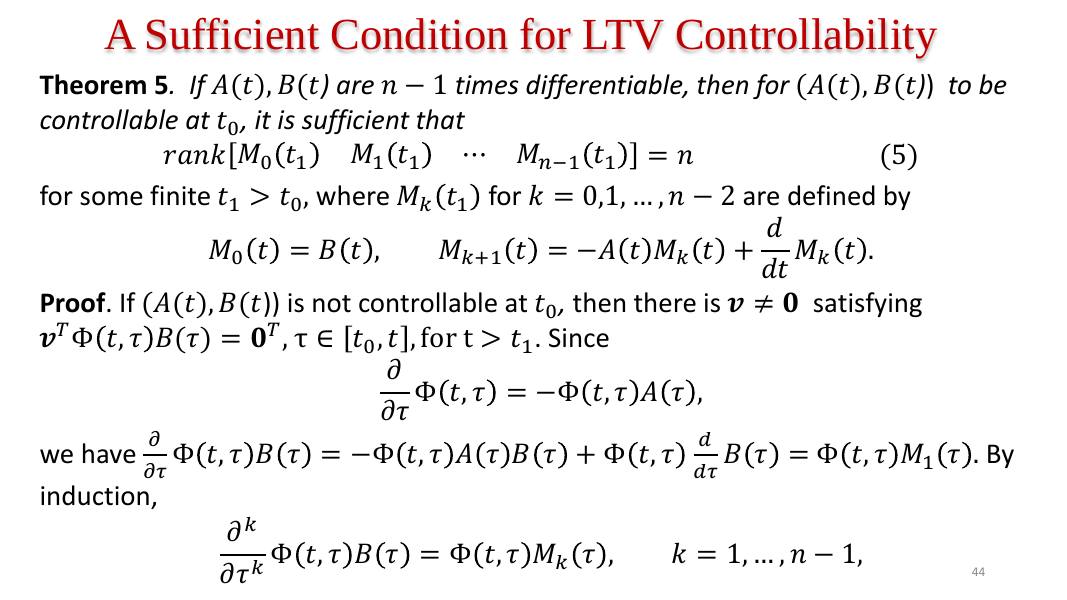 A Sufficient Condition for LTV Controllability
Theorem 5. If A(t), B(t) are n − 1 times differentiable, then for (A(t), B(t)) to be
controllable at t₀, it is sufficient that
rank[M₀(t₁) M₁(t₁) ⋯ Mₙ₋₁(t₁)] = n (5)
for some finite t₁ > t₀, where Mₖ(t₁) for k = 0,1, … , n − 2 are defined by
M₀(t) = B(t), Mₖ₊₁(t) = −A(t)Mₖ(t) + d/dt Mₖ(t).
Proof. If (A(t), B(t)) is not controllable at t₀, then there is v ≠ 0 satisfying
vᵀΦ(t, τ)B(τ) = 0ᵀ, τ ∈ [t₀, t], for t > t₁. Since
∂/∂τ Φ(t, τ) = −Φ(t, τ)A(τ),
we have ∂/∂τ Φ(t, τ)B(τ) = −Φ(t, τ)A(τ)B(τ) + Φ(t, τ) d/dτ B(τ) = Φ(t, τ)M₁(τ). By
induction,
∂ᵏ/∂τᵏ Φ(t, τ)B(τ) = Φ(t, τ)Mₖ(τ), k = 1, … , n − 1,
44